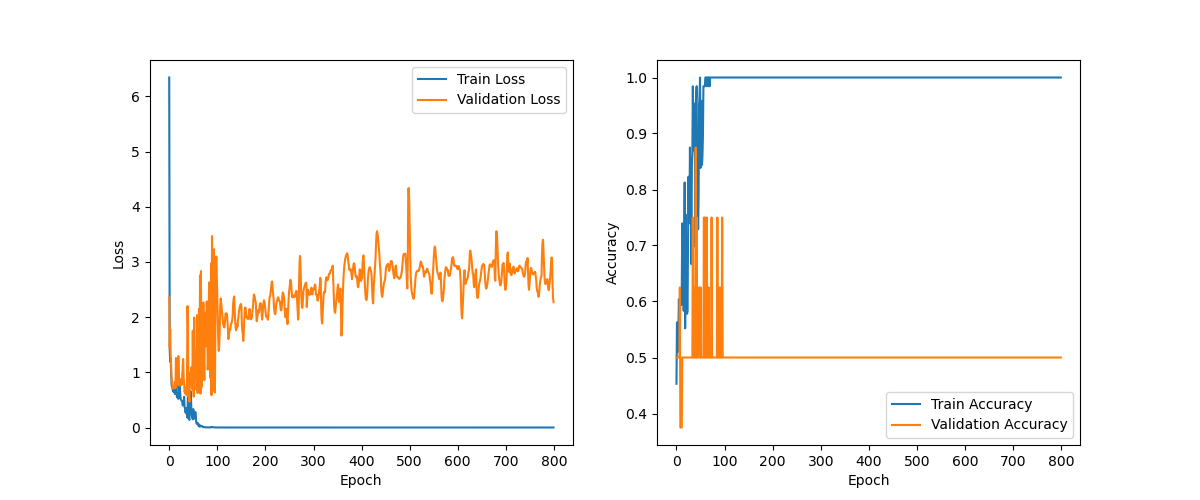 Train Loss
Validation Loss
6
5
4
3
2
1
0
Loss
0 100 200 300 400 500 600 700 800
Epoch
1.0
0.9
0.8
0.7
0.6
0.5
0.4
Accuracy
Train Accuracy
Validation Accuracy
0 100 200 300 400 500 600 700 800
Epoch